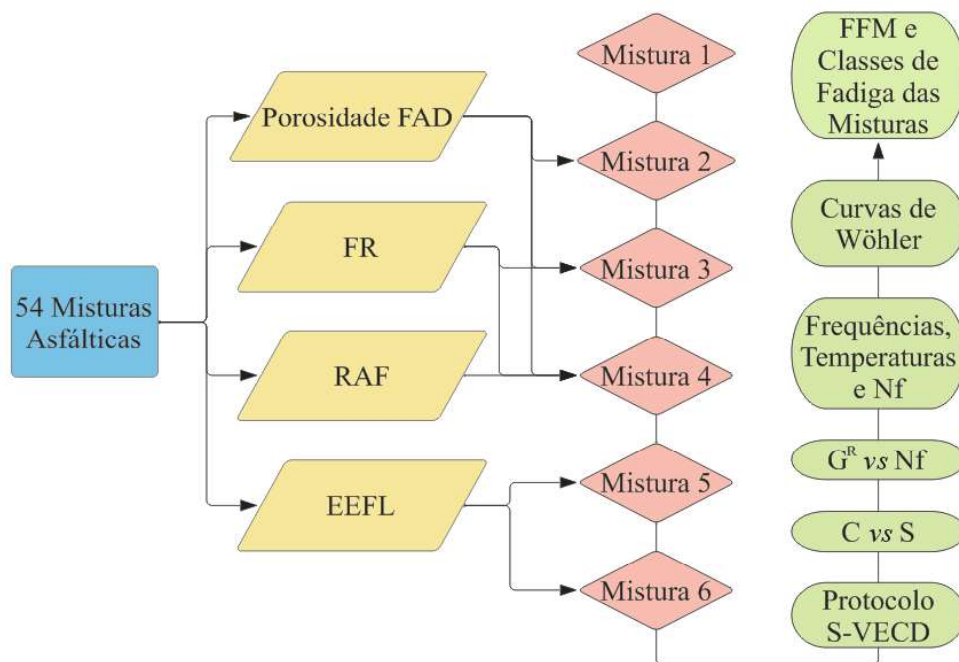 54 Misturas
Asfálticas
Porosidade FAD
FR
RAF
EEFL
Mistura 1
Mistura 2
Mistura 3
Mistura 4
Mistura 5
Mistura 6
FFM e
Classes de
Fadiga das
Misturas
Curvas de
Wöhler
Frequências,
Temperaturas
e Nf
Gᴿ vs Nf
C vs S
Protocolo
S-VECD